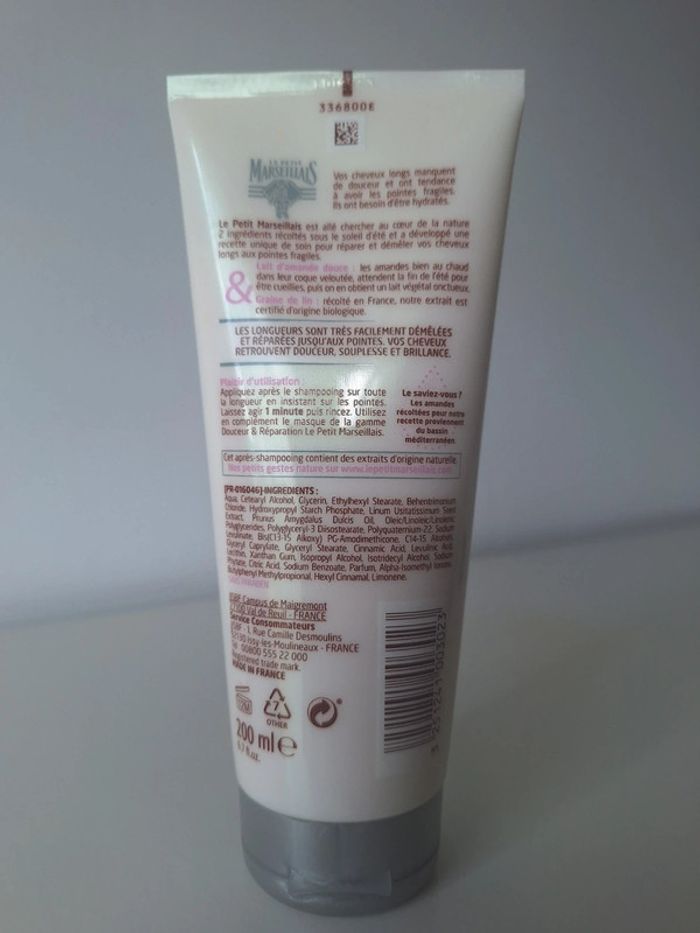 336800E
LE PETIT
MARSEILLAIS
Vos cheveux longs manquent
de douceur et ont tendance
à avoir les pointes fragiles.
Ils ont besoin d'être hydratés.
Le Petit Marseillais est allé chercher au cœur de la nature
2 ingrédients récoltés sous le soleil d'été et a développé une
recette unique de soin pour réparer et démêler vos cheveux
longs aux pointes fragiles.
Lait d'amande douce : les amandes bien au chaud
dans leur coque veloutée, attendent la fin de l'été pour
être cueillies, puis on en obtient un lait végétal onctueux.
&
Graine de lin : récolté en France, notre extrait est
certifié d'origine biologique.
LES LONGUEURS SONT TRÈS FACILEMENT DÉMÊLÉES
ET RÉPARÉES JUSQU'AUX POINTES. VOS CHEVEUX
RETROUVENT DOUCEUR, SOUPLESSE ET BRILLANCE.
Plaisir d'utilisation :
Appliquez après le shampooing sur toute
la longueur en insistant sur les pointes.
Laissez agir 1 minute puis rincez. Utilisez
en complément le masque de la gamme
Douceur & Réparation Le Petit Marseillais.
Le saviez-vous ?
Les amandes
récoltées pour notre
recette proviennent
du bassin
méditerranéen.
Cet après-shampooing contient des extraits d'origine naturelle.
Nos petits gestes nature sur www.lepetitmarseillais.com
[PR-016046]-INGREDIENTS :
Aqua, Cetearyl Alcohol, Glycerin, Ethylhexyl Stearate, Behentrimonium
Chloride, Hydroxypropyl Starch Phosphate, Linum Usitatissimum Seed
Extract, Prunus Amygdalus Dulcis Oil, Oleic/Linoleic/Linolenic
Polyglycerides, Polyglyceryl-3 Diisostearate, Polyquaternium-22, Sodium
Levulinate, Bis(C13-15 Alkoxy) PG-Amodimethicone, C14-15 Alcohols,
Glyceryl Caprylate, Glyceryl Stearate, Cinnamic Acid, Levulinic Acid,
Lecithin, Xanthan Gum, Isopropyl Alcohol, Isotridecyl Alcohol, Sodium
Phytate, Citric Acid, Sodium Benzoate, Parfum, Alpha-Isomethyl Ionone,
Butylphenyl Methylpropional, Hexyl Cinnamal, Limonene.
SANS PARABEN
JJSBF Campus de Maigremont
27100 Val de Reuil - FRANCE
Service Consommateurs
JJSBF - 1, Rue Camille Desmoulins
92130 Issy-les-Moulineaux - FRANCE
Tel 00800 555 22 000
Registered trade mark.
MADE IN FRANCE
12M
7
OTHER
200 ml e
6.7 fl.oz.
3 251241 003023